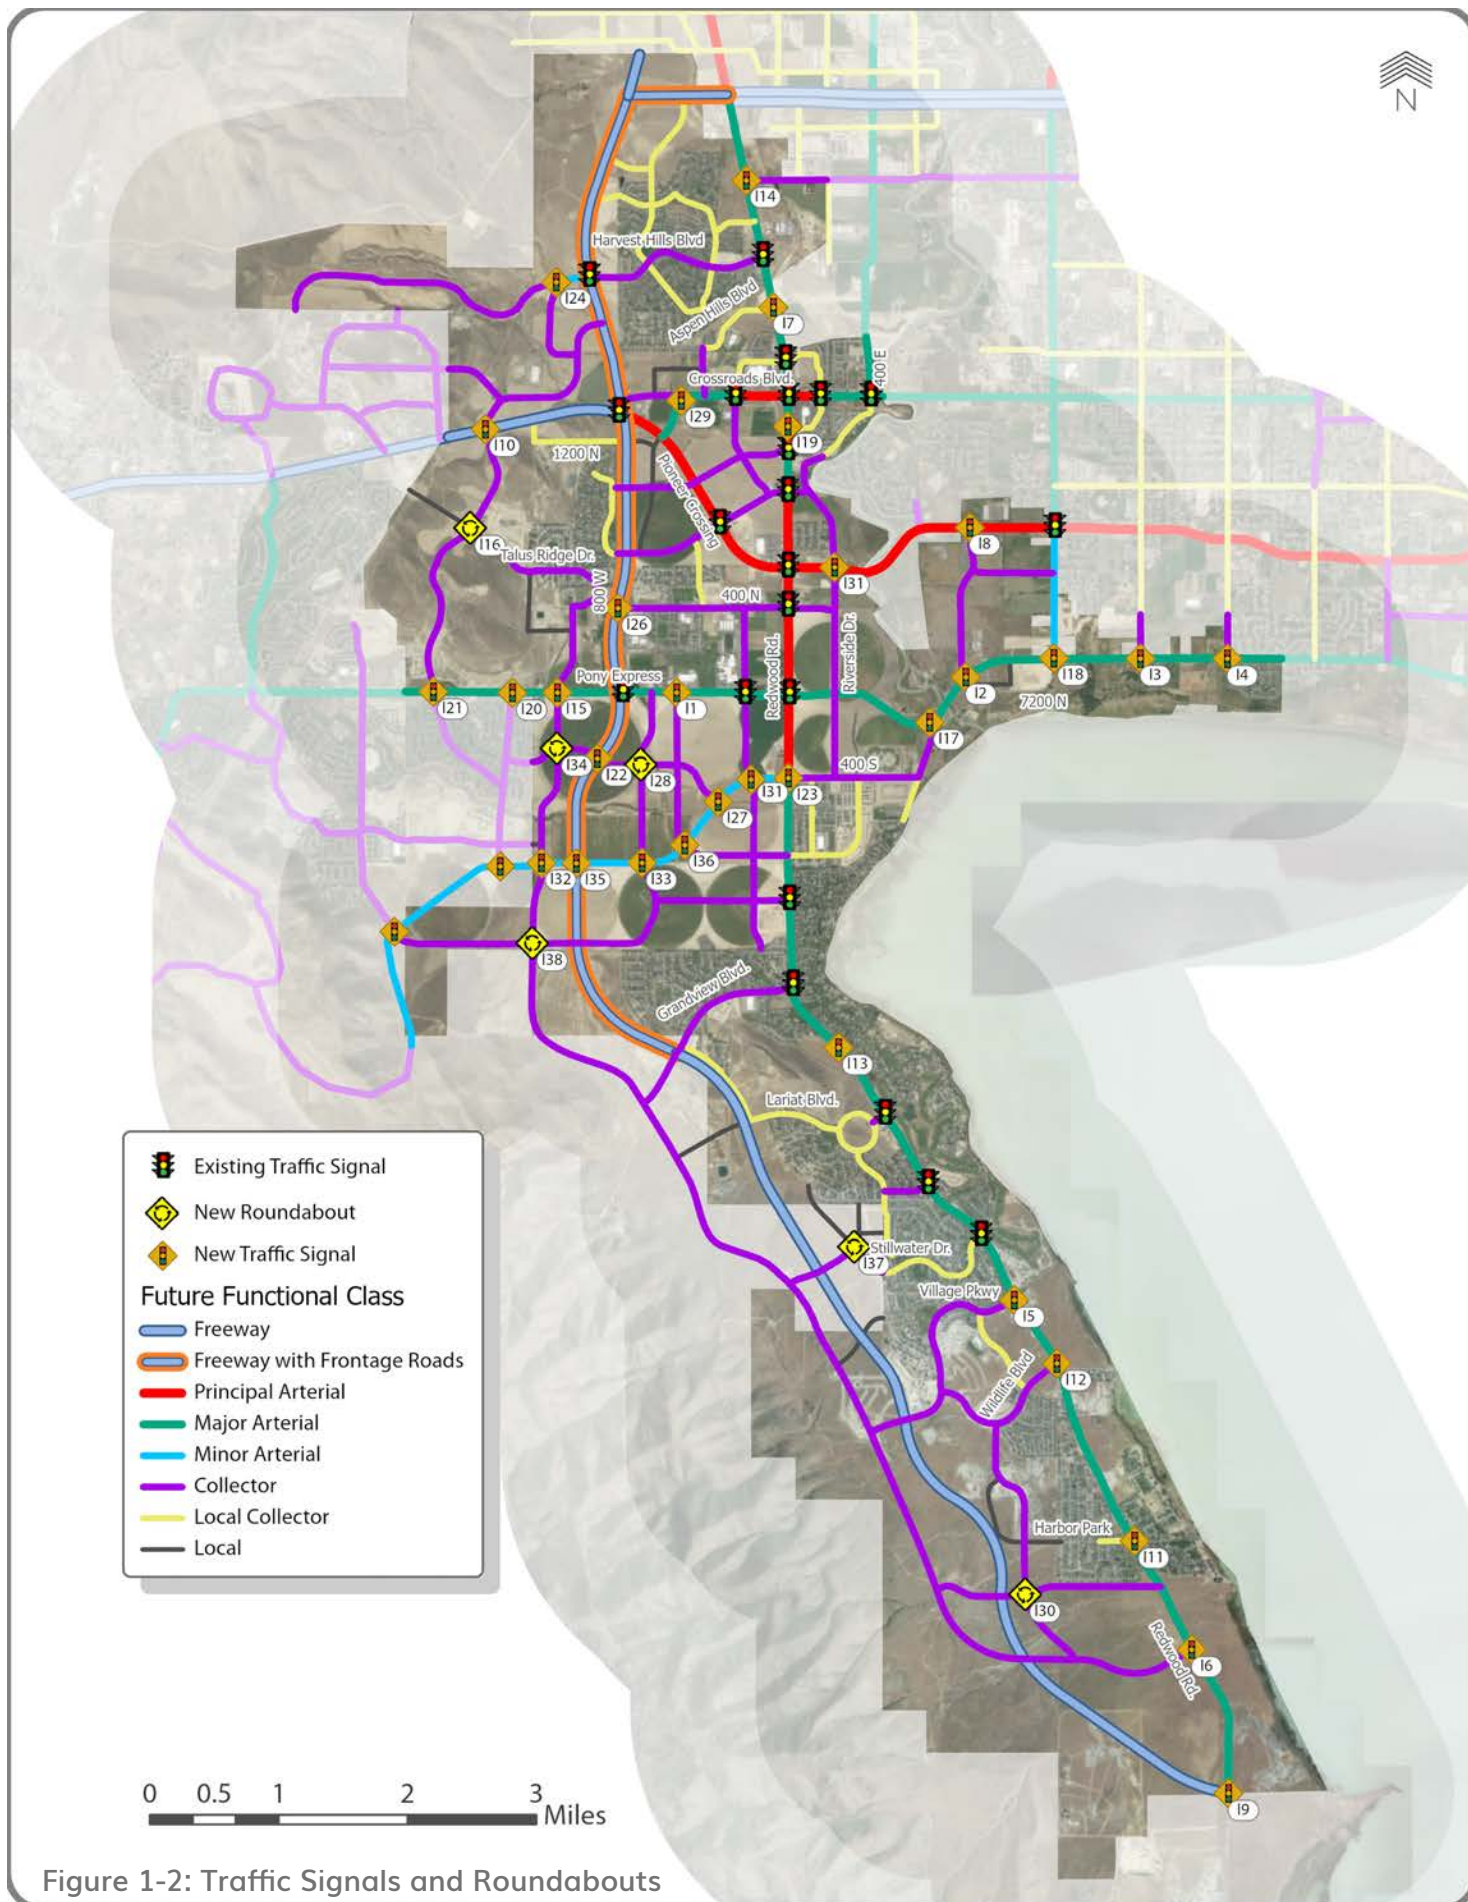 N
I14
Harvest Hills Blvd
I24
Aspen Hills Blvd
I7
400 E
Crossroads Blvd.
I29
I10
I19
1200 N
Pioneer Crossing
I16
Talus Ridge Dr.
I8
I31
800 W
400 N
I26
Riverside Dr.
Redwood Rd.
Pony Express
I18
I3
I4
I2
I21
I20
I15
I1
7200 N
I17
I34
I22
I28
400 S
I31
I23
I27
I36
I32
I35
I33
I38
Grandview Blvd.
I13
Lariat Blvd.
Stillwater Dr.
I37
Village Pkwy
I5
I12
Wildlife Blvd
Harbor Park
I11
I30
Redwood Rd.
I6
I9
Existing Traffic Signal
New Roundabout
New Traffic Signal
Future Functional Class
Freeway
Freeway with Frontage Roads
Principal Arterial
Major Arterial
Minor Arterial
Collector
Local Collector
Local
0 0.5 1 2 3
Miles
Figure 1-2: Traffic Signals and Roundabouts